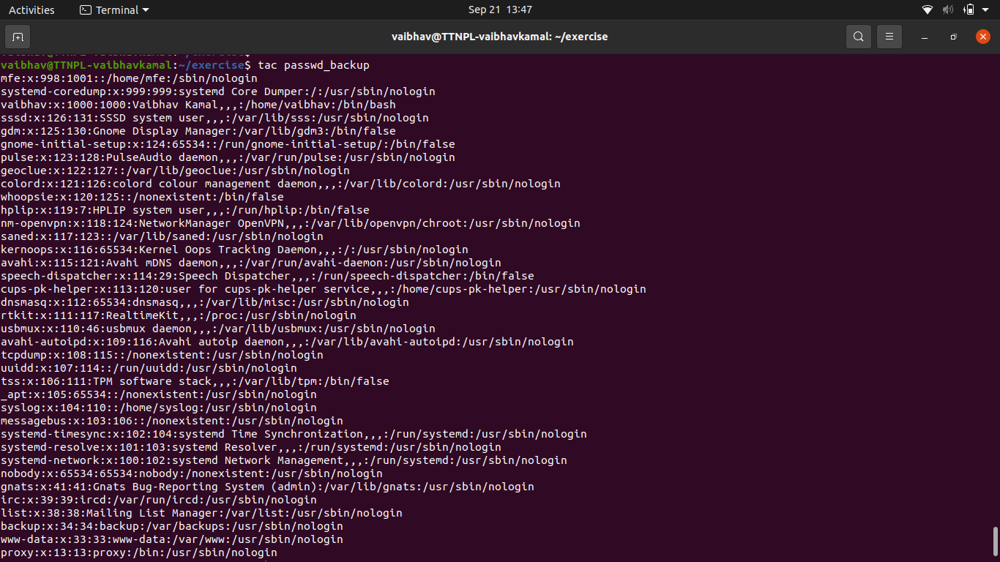 Activities Terminal Sep 21 13:47
vaibhav@TTNPL-vaibhavkamal: ~/exercise
vaibhav@TTNPL-vaibhavkamal:~/exercise$ tac passwd_backup
mfe:x:998:1001::/home/mfe:/sbin/nologin
systemd-coredump:x:999:999:systemd Core Dumper:/:/usr/sbin/nologin
vaibhav:x:1000:1000:Vaibhav Kamal,,,:/home/vaibhav:/bin/bash
sssd:x:126:131:SSSD system user,,,:/var/lib/sss:/usr/sbin/nologin
gdm:x:125:130:Gnome Display Manager:/var/lib/gdm3:/bin/false
gnome-initial-setup:x:124:65534::/run/gnome-initial-setup/:/bin/false
pulse:x:123:128:PulseAudio daemon,,,:/var/run/pulse:/usr/sbin/nologin
geoclue:x:122:127::/var/lib/geoclue:/usr/sbin/nologin
colord:x:121:126:colord colour management daemon,,,:/var/lib/colord:/usr/sbin/nologin
whoopsie:x:120:125::/nonexistent:/bin/false
hplip:x:119:7:HPLIP system user,,,:/run/hplip:/bin/false
nm-openvpn:x:118:124:NetworkManager OpenVPN,,,:/var/lib/openvpn/chroot:/usr/sbin/nologin
saned:x:117:123::/var/lib/saned:/usr/sbin/nologin
kernoops:x:116:65534:Kernel Oops Tracking Daemon,,,:/:/usr/sbin/nologin
avahi:x:115:121:Avahi mDNS daemon,,,:/var/run/avahi-daemon:/usr/sbin/nologin
speech-dispatcher:x:114:29:Speech Dispatcher,,,:/run/speech-dispatcher:/bin/false
cups-pk-helper:x:113:120:user for cups-pk-helper service,,,:/home/cups-pk-helper:/usr/sbin/nologin
dnsmasq:x:112:65534:dnsmasq,,,:/var/lib/misc:/usr/sbin/nologin
rtkit:x:111:117:RealtimeKit,,,:/proc:/usr/sbin/nologin
usbmux:x:110:46:usbmux daemon,,,:/var/lib/usbmux:/usr/sbin/nologin
avahi-autoipd:x:109:116:Avahi autoip daemon,,,:/var/lib/avahi-autoipd:/usr/sbin/nologin
tcpdump:x:108:115::/nonexistent:/usr/sbin/nologin
uuidd:x:107:114::/run/uuidd:/usr/sbin/nologin
tss:x:106:111:TPM software stack,,,:/var/lib/tpm:/bin/false
_apt:x:105:65534::/nonexistent:/usr/sbin/nologin
syslog:x:104:110::/home/syslog:/usr/sbin/nologin
messagebus:x:103:106::/nonexistent:/usr/sbin/nologin
systemd-timesync:x:102:104:systemd Time Synchronization,,,:/run/systemd:/usr/sbin/nologin
systemd-resolve:x:101:103:systemd Resolver,,,:/run/systemd:/usr/sbin/nologin
systemd-network:x:100:102:systemd Network Management,,,:/run/systemd:/usr/sbin/nologin
nobody:x:65534:65534:nobody:/nonexistent:/usr/sbin/nologin
gnats:x:41:41:Gnats Bug-Reporting System (admin):/var/lib/gnats:/usr/sbin/nologin
irc:x:39:39:ircd:/var/run/ircd:/usr/sbin/nologin
list:x:38:38:Mailing List Manager:/var/list:/usr/sbin/nologin
backup:x:34:34:backup:/var/backups:/usr/sbin/nologin
www-data:x:33:33:www-data:/var/www:/usr/sbin/nologin
proxy:x:13:13:proxy:/bin:/usr/sbin/nologin